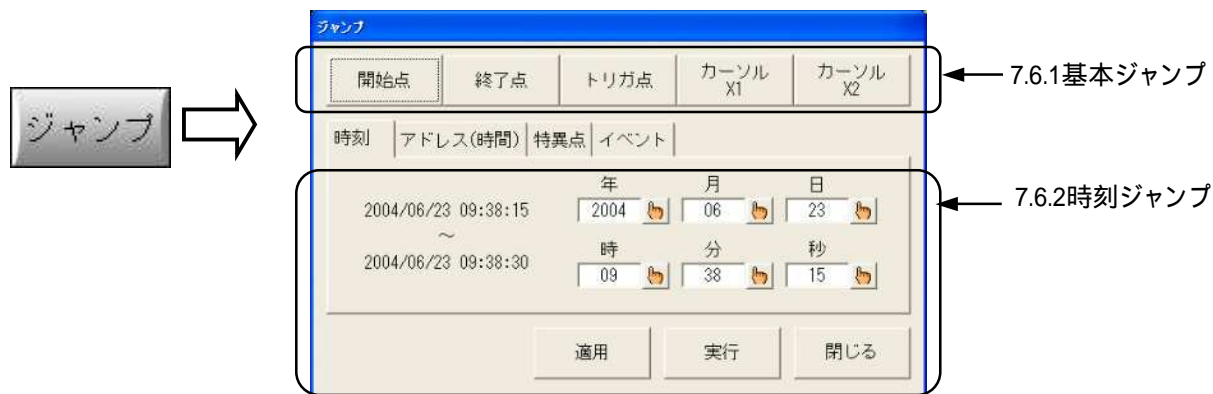 ジャンプ
ジャンプ
開始点 終了点 トリガ点 カーソル X1 カーソル X2
7.6.1基本ジャンプ
時刻 アドレス(時間) 特異点 イベント
7.6.2時刻ジャンプ
年 月 日
2004/06/23 09:38:15 2004 06 23
～
時 分 秒
2004/06/23 09:38:30 09 38 15
適用 実行 閉じる